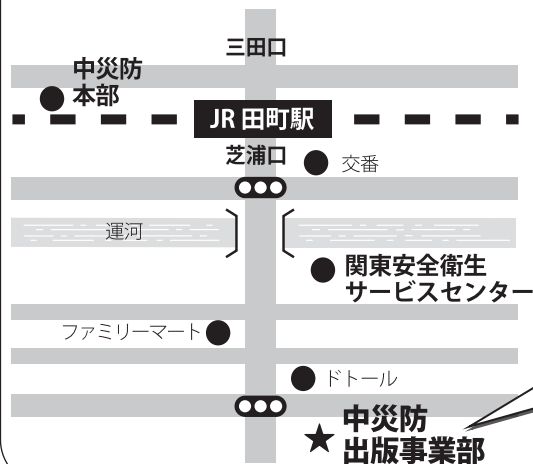 三田口
中災防
本部
JR 田町駅
芝浦口
交番
運河
関東安全衛生
サービスセンター
ファミリーマート
ドトール
中災防
出版事業部